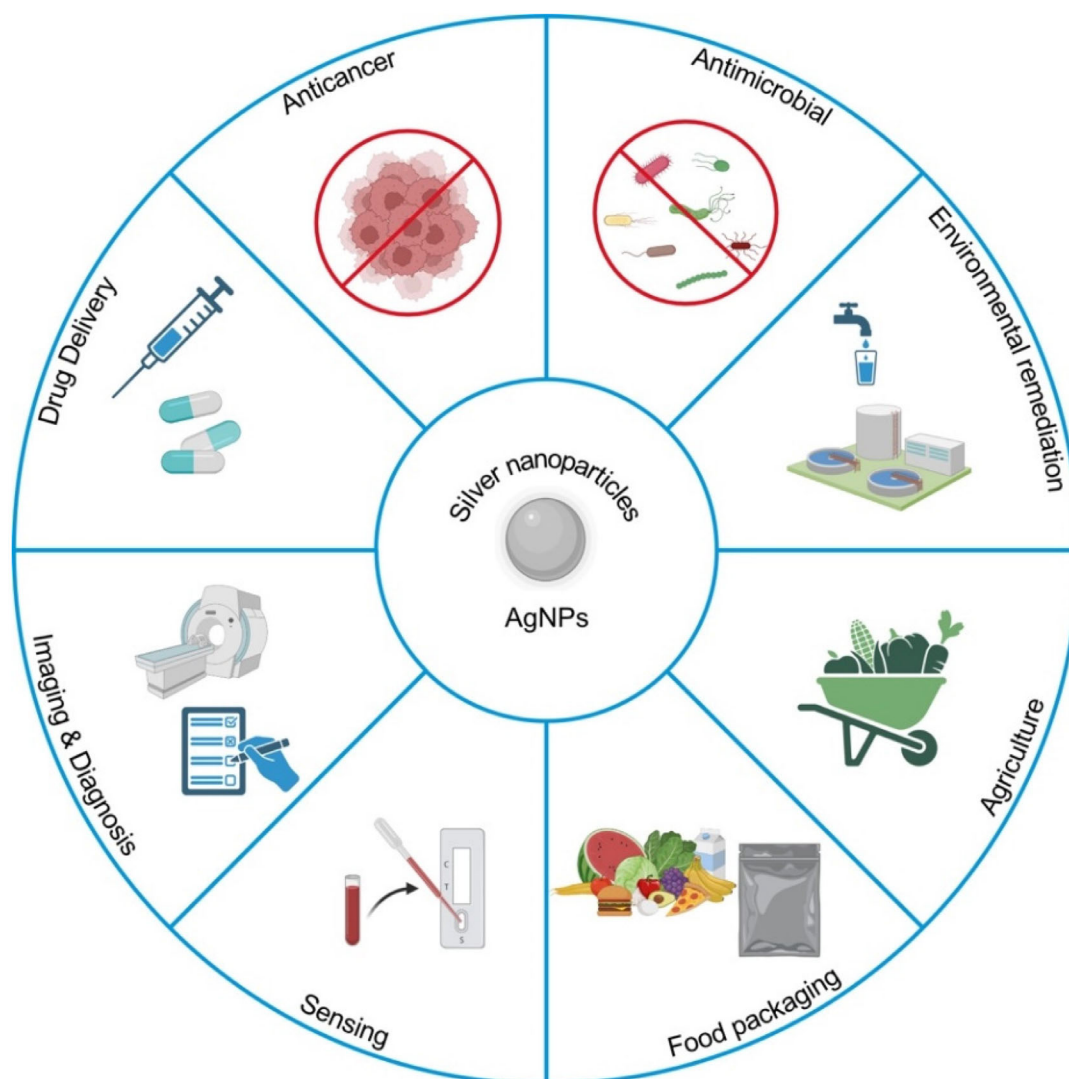 Anticancer
Antimicrobial
Drug Delivery
Environmental remediation
Silver nanoparticles
AgNPs
Imaging & Diagnosis
Agriculture
C
T
S
Sensing
Food packaging